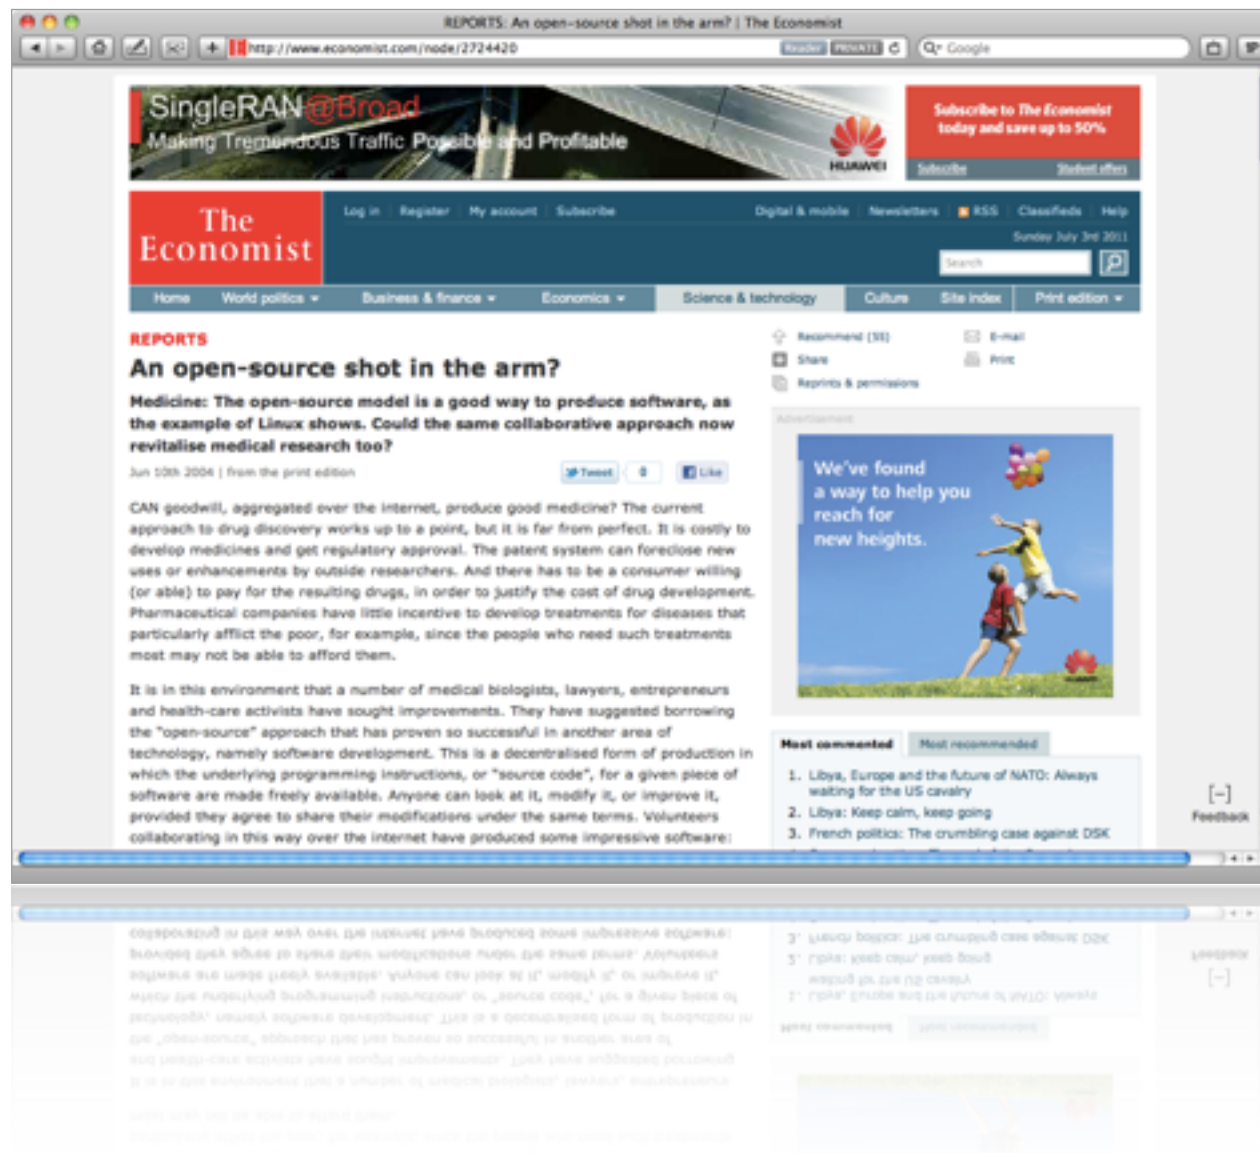 REPORTS: An open-source shot in the arm? | The Economist
http://www.economist.com/node/2724420
Reader PRIVATE
Google
SingleRAN@Broad
Making Tremendous Traffic Possible and Profitable
HUAWEI
Subscribe to The Economist
today and save up to 50%
Subscribe Student offers
The
Economist
Log in Register My account Subscribe
Digital & mobile Newsletters RSS Classifieds Help
Sunday July 3rd 2011
Search
Home World politics Business & finance Economics Science & technology Culture Site index Print edition
REPORTS
An open-source shot in the arm?
Medicine: The open-source model is a good way to produce software, as
the example of Linux shows. Could the same collaborative approach now
revitalise medical research too?
Jun 10th 2004 | from the print edition
Tweet 0 Like
CAN goodwill, aggregated over the internet, produce good medicine? The current
approach to drug discovery works up to a point, but it is far from perfect. It is costly to
develop medicines and get regulatory approval. The patent system can foreclose new
uses or enhancements by outside researchers. And there has to be a consumer willing
(or able) to pay for the resulting drugs, in order to justify the cost of drug development.
Pharmaceutical companies have little incentive to develop treatments for diseases that
particularly afflict the poor, for example, since the people who need such treatments
most may not be able to afford them.
It is in this environment that a number of medical biologists, lawyers, entrepreneurs
and health-care activists have sought improvements. They have suggested borrowing
the "open-source" approach that has proven so successful in another area of
technology, namely software development. This is a decentralised form of production in
which the underlying programming instructions, or "source code", for a given piece of
software are made freely available. Anyone can look at it, modify it, or improve it,
provided they agree to share their modifications under the same terms. Volunteers
collaborating in this way over the internet have produced some impressive software:
Recommend (55) E-mail
Share Print
Reprints & permissions
Advertisement
We've found
a way to help you
reach for
new heights.
HUAWEI
Most commented Most recommended
1. Libya, Europe and the future of NATO: Always
waiting for the US cavalry
2. Libya: Keep calm, keep going
3. French politics: The crumbling case against DSK
[−]
Feedback